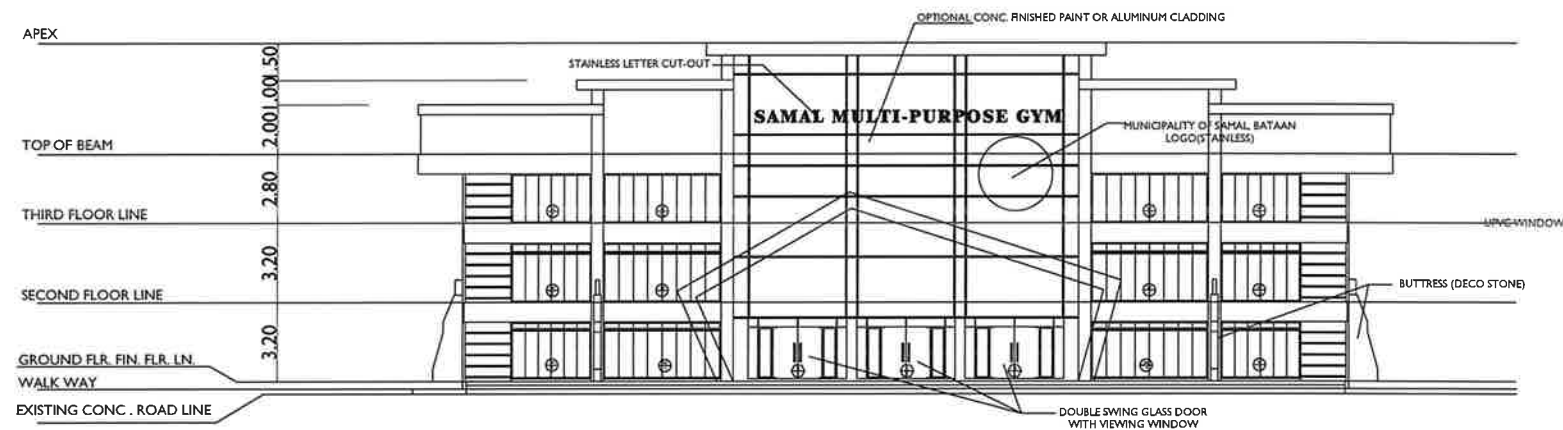 OPTIONAL CONC. FINISHED PAINT OR ALUMINUM CLADDING
APEX
STAINLESS LETTER CUT-OUT
1.50
1.00
2.00
SAMAL MULTI-PURPOSE GYM
MUNICIPALITY OF SAMAL, BATAAN
LOGO(STAINLESS)
TOP OF BEAM
2.80
THIRD FLOOR LINE
UPVC WINDOW
3.20
SECOND FLOOR LINE
BUTTRESS (DECO STONE)
3.20
GROUND FLR. FIN. FLR. LN.
WALK WAY
EXISTING CONC . ROAD LINE
DOUBLE SWING GLASS DOOR
WITH VIEWING WINDOW